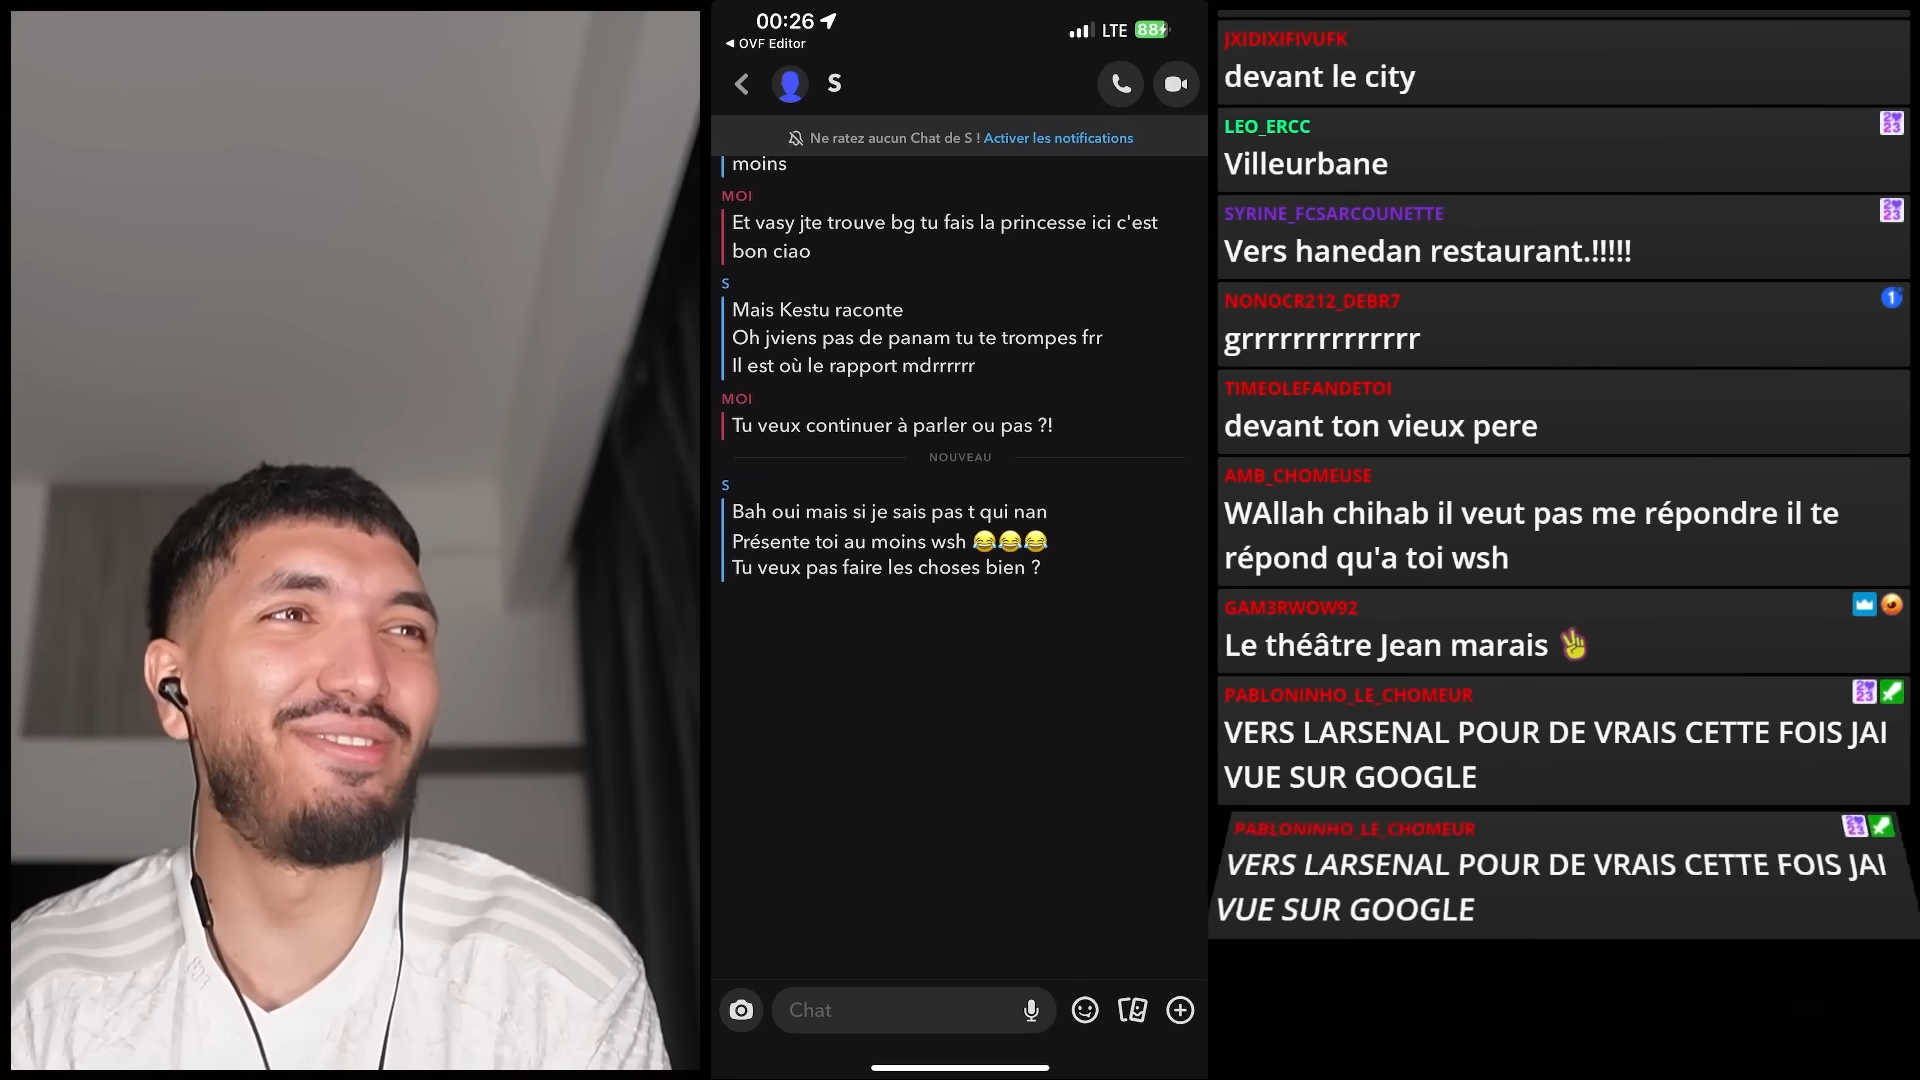 00:26
LTE
88
◄ OVF Editor
S
Ne ratez aucun Chat de S ! Activer les notifications
moins
MOI
Et vasy jte trouve bg tu fais la princesse ici c'est
bon ciao
S
Mais Kestu raconte
Oh jviens pas de panam tu te trompes frr
Il est où le rapport mdrrrrrr
MOI
Tu veux continuer à parler ou pas ?!
NOUVEAU
S
Bah oui mais si je sais pas t qui nan
Présente toi au moins wsh 😂😂😂
Tu veux pas faire les choses bien ?
Chat
JXIDIXIFIVUFK
devant le city
LEO_ERCC
Villeurbane
SYRINE_FCSARCOUNETTE
Vers hanedan restaurant.!!!!!
NONOCR212_DEBR7
grrrrrrrrrrrrrr
TIMEOLEFANDETOI
devant ton vieux pere
AMB_CHOMEUSE
WAllah chihab il veut pas me répondre il te
répond qu'a toi wsh
GAM3RWOW92
Le théâtre Jean marais ✌
PABLONINHO_LE_CHOMEUR
VERS LARSENAL POUR DE VRAIS CETTE FOIS JAI
VUE SUR GOOGLE
PABLONINHO_LE_CHOMEUR
VERS LARSENAL POUR DE VRAIS CETTE FOIS JAI
VUE SUR GOOGLE